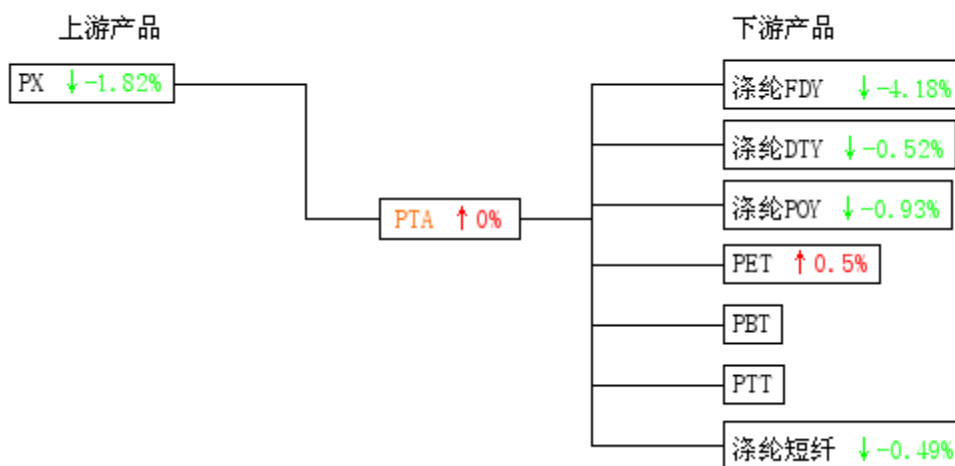 上游产品
下游产品
PX ↓-1.82%
涤纶FDY ↓-4.18%
涤纶DTY ↓-0.52%
涤纶POY ↓-0.93%
PTA ↑0%
PET ↑0.5%
PBT
PTT
涤纶短纤 ↓-0.49%